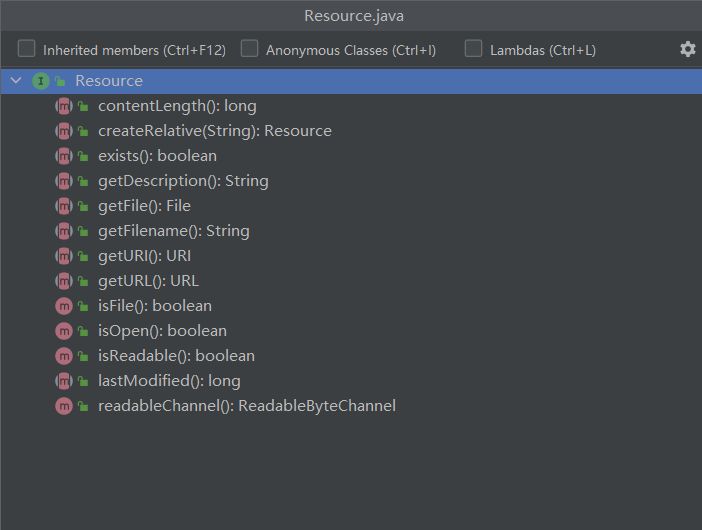 Resource.java
Inherited members (Ctrl+F12) Anonymous Classes (Ctrl+I) Lambdas (Ctrl+L)
I Resource
m contentLength(): long
m createRelative(String): Resource
m exists(): boolean
m getDescription(): String
m getFile(): File
m getFilename(): String
m getURI(): URI
m getURL(): URL
m isFile(): boolean
m isOpen(): boolean
m isReadable(): boolean
m lastModified(): long
m readableChannel(): ReadableByteChannel